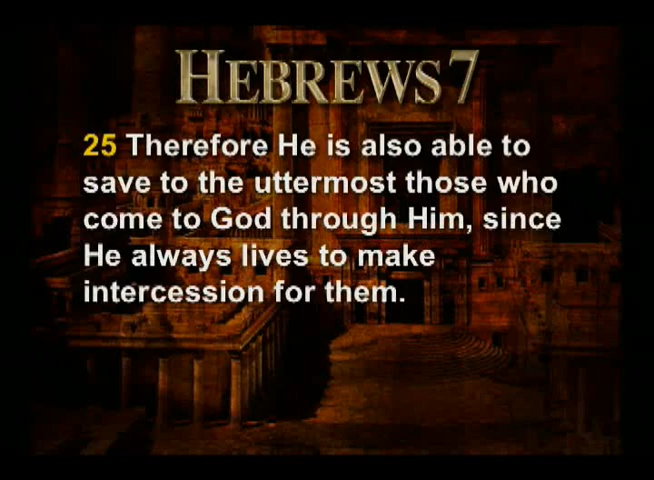 HEBREWS 7
25 Therefore He is also able to
save to the uttermost those who
come to God through Him, since
He always lives to make
intercession for them.